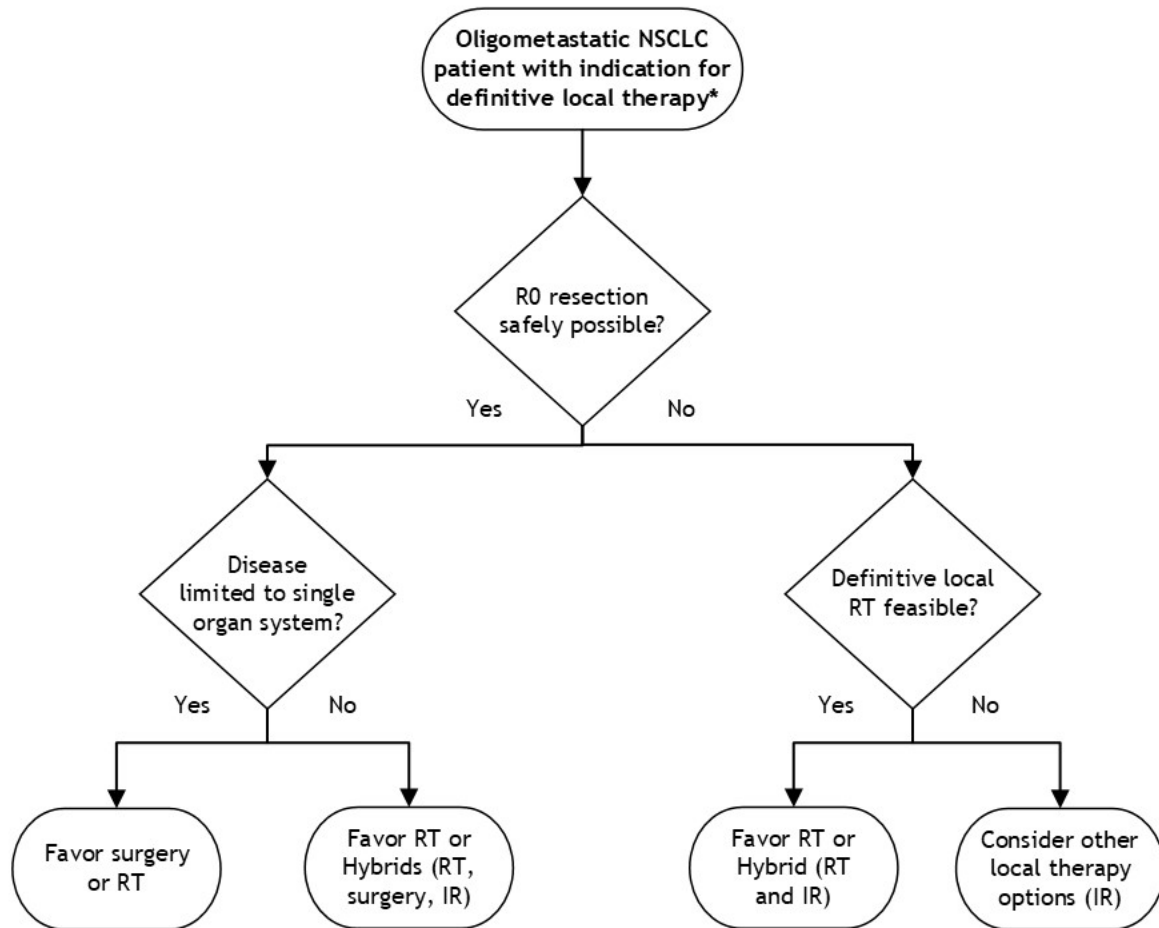 Oligometastatic NSCLC
patient with indication for
definitive local therapy*
R0 resection
safely possible?
Yes
No
Disease
limited to single
organ system?
Definitive local
RT feasible?
Yes
No
Yes
No
Favor surgery
or RT
Favor RT or
Hybrids (RT,
surgery, IR)
Favor RT or
Hybrid (RT
and IR)
Consider other
local therapy
options (IR)